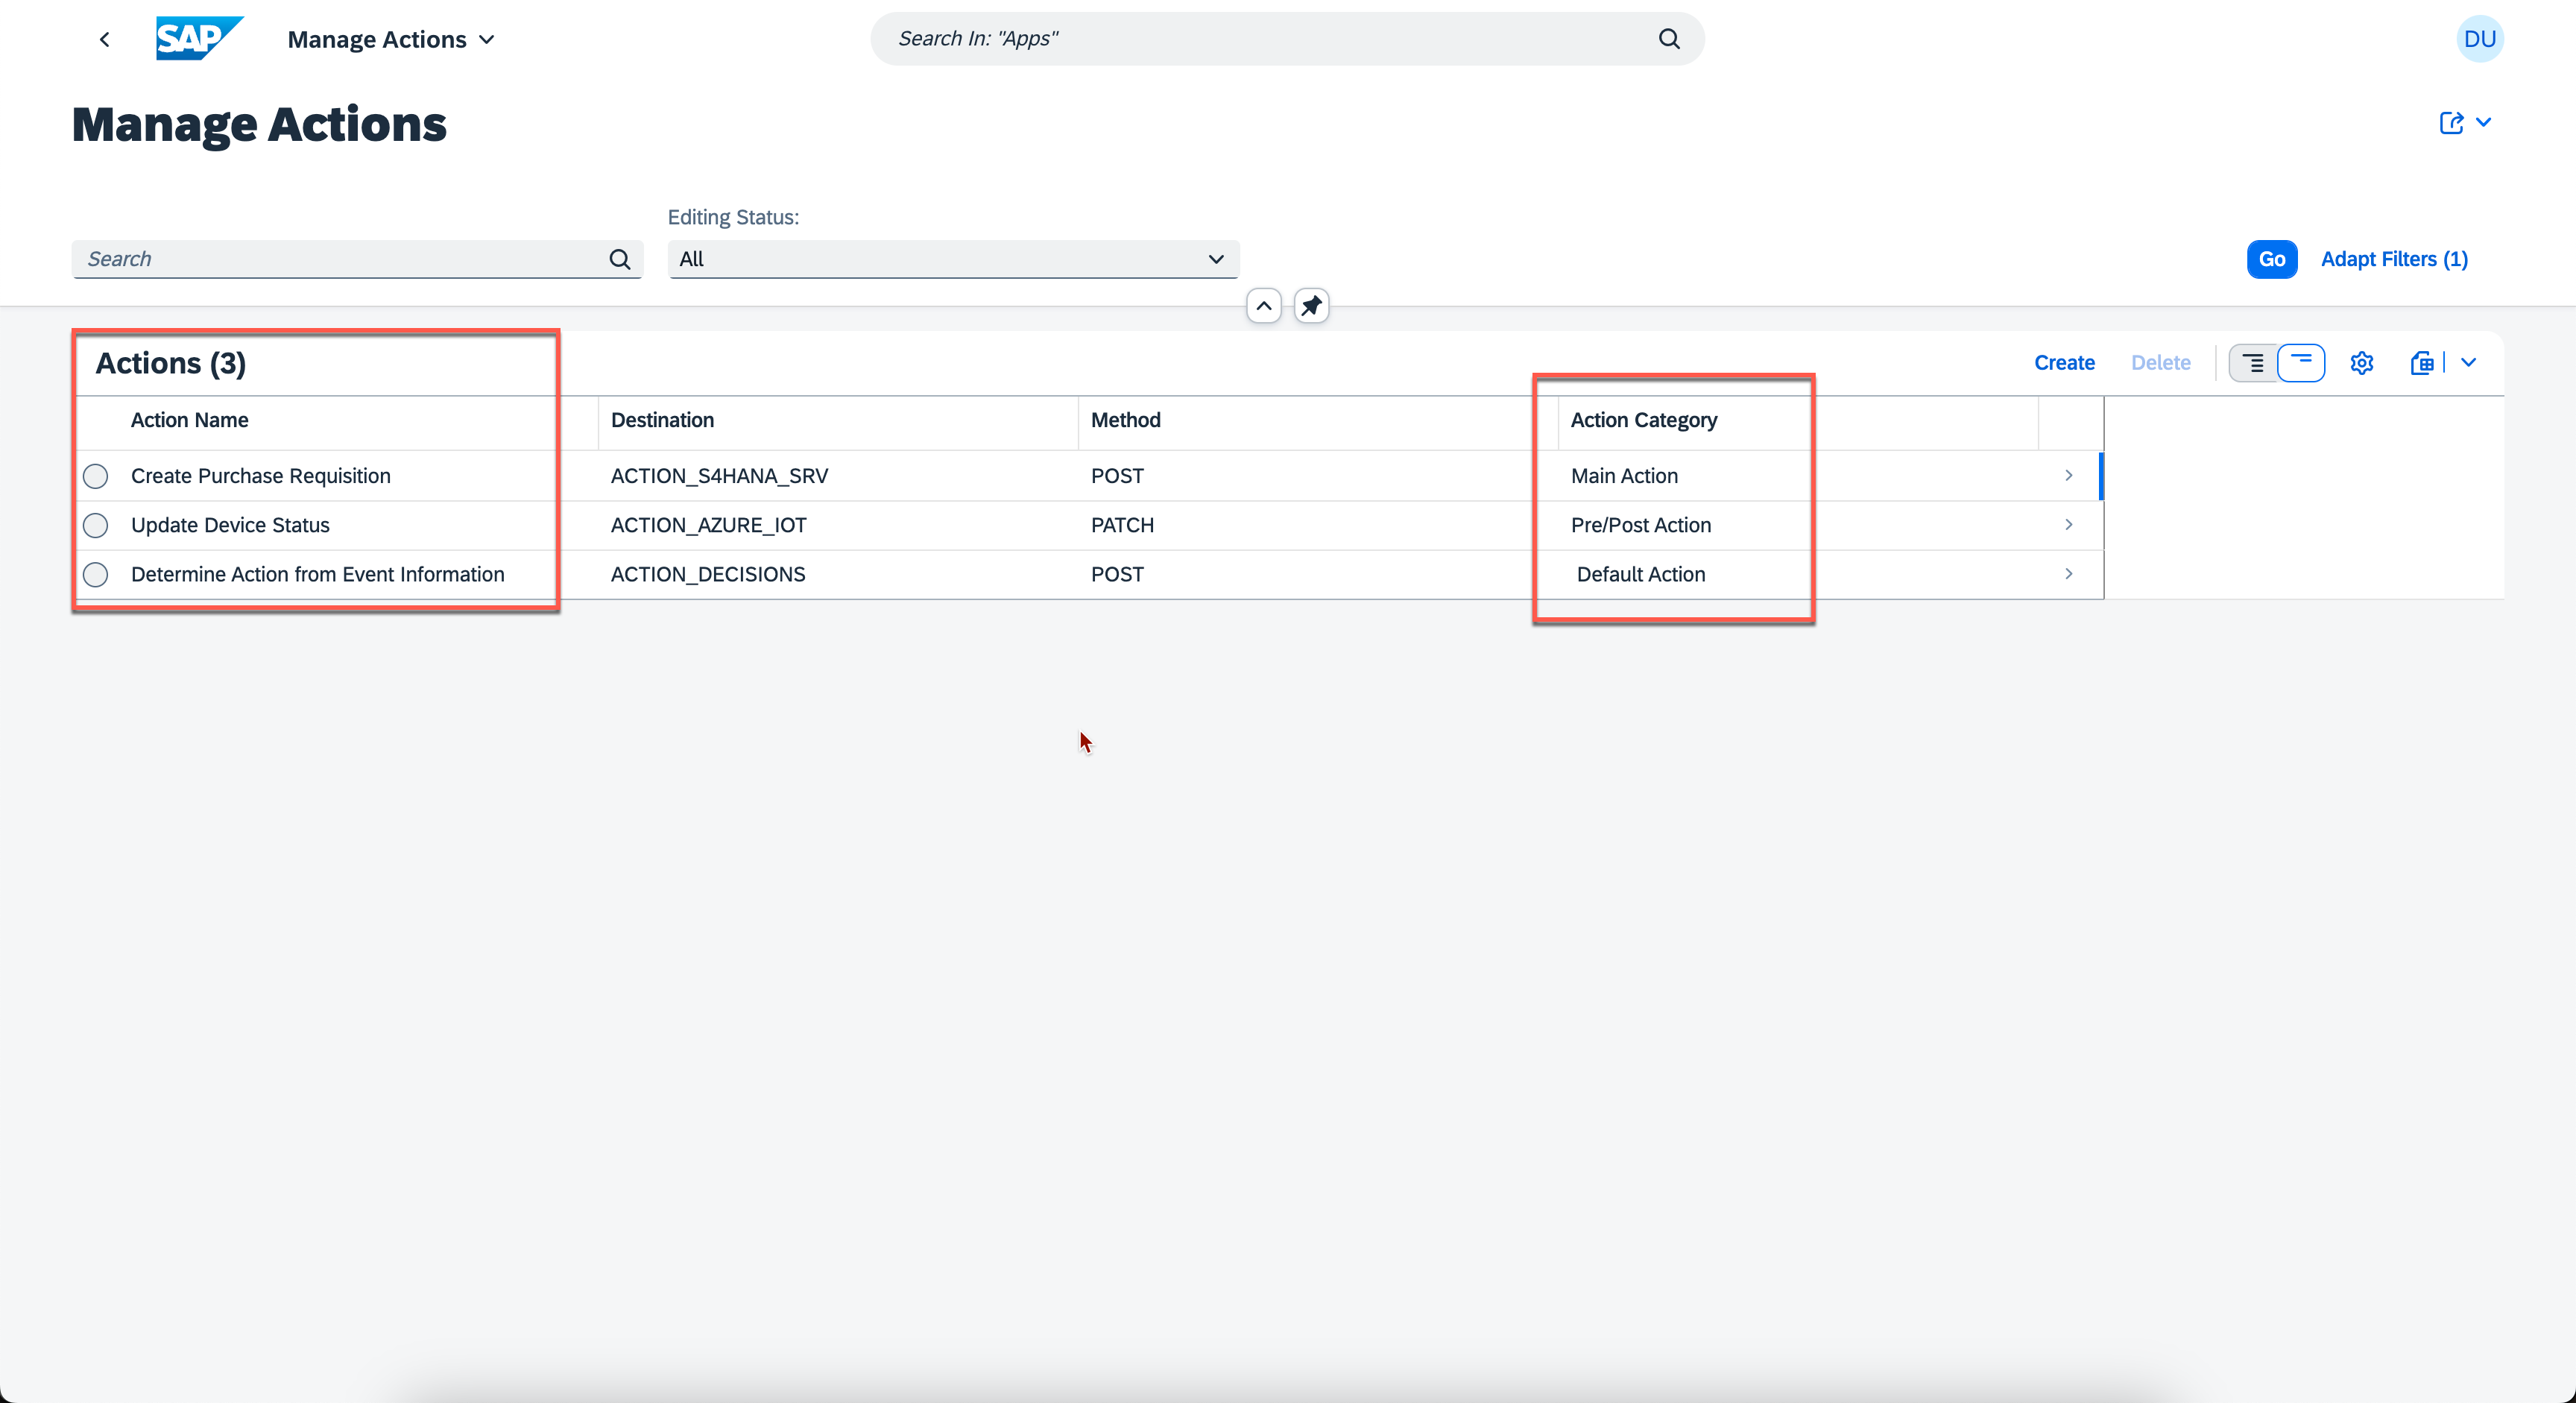 SAP Manage Actions Search In: "Apps" DU
Manage Actions
Editing Status:
Search All Go Adapt Filters (1)
Actions (3) Create Delete
Action Name Destination Method Action Category
Create Purchase Requisition ACTION_S4HANA_SRV POST Main Action
Update Device Status ACTION_AZURE_IOT PATCH Pre/Post Action
Determine Action from Event Information ACTION_DECISIONS POST Default Action